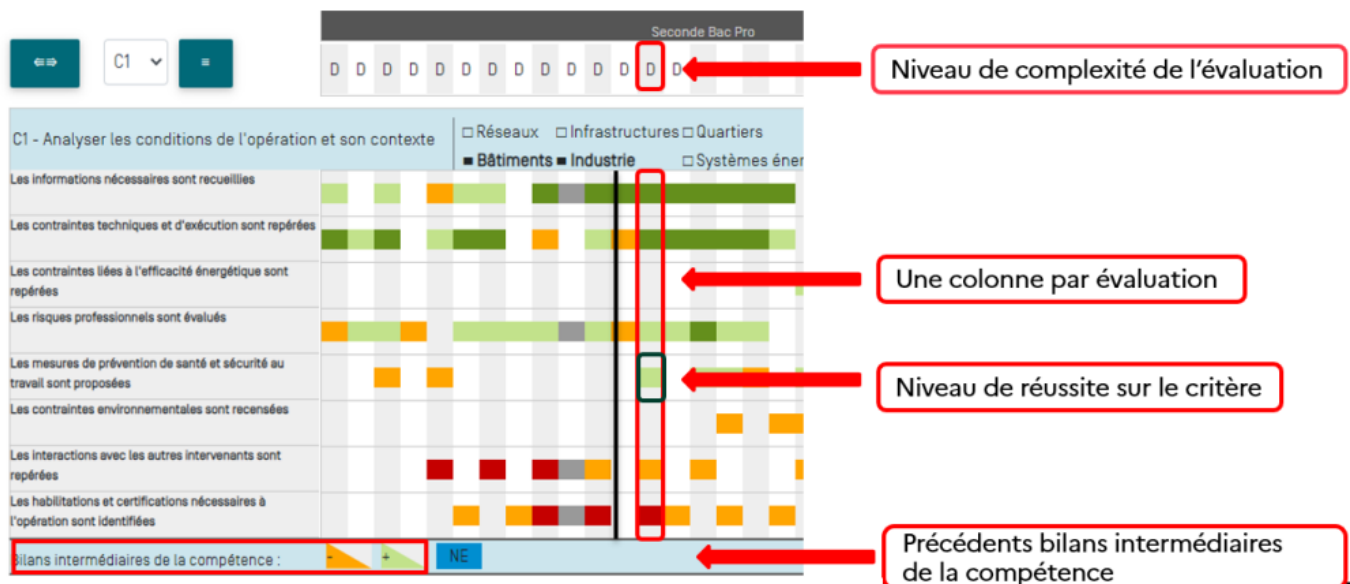 Seconde Bac Pro
C1
D D D D D D D D D D D D D D
Niveau de complexité de l'évaluation
C1 - Analyser les conditions de l'opération et son contexte
□ Réseaux □ Infrastructures □ Quartiers
■ Bâtiments ■ Industrie □ Systèmes éner
Les informations nécessaires sont recueillies
Les contraintes techniques et d'exécution sont repérées
Les contraintes liées à l'efficacité énergétique sont
repérées
Une colonne par évaluation
Les risques professionnels sont évalués
Les mesures de prévention de santé et sécurité au
travail sont proposées
Niveau de réussite sur le critère
Les contraintes environnementales sont recensées
Les interactions avec les autres intervenants sont
repérées
Les habilitations et certifications nécessaires à
l'opération sont identifiées
Bilans intermédiaires de la compétence : - + NE
Précédents bilans intermédiaires
de la compétence